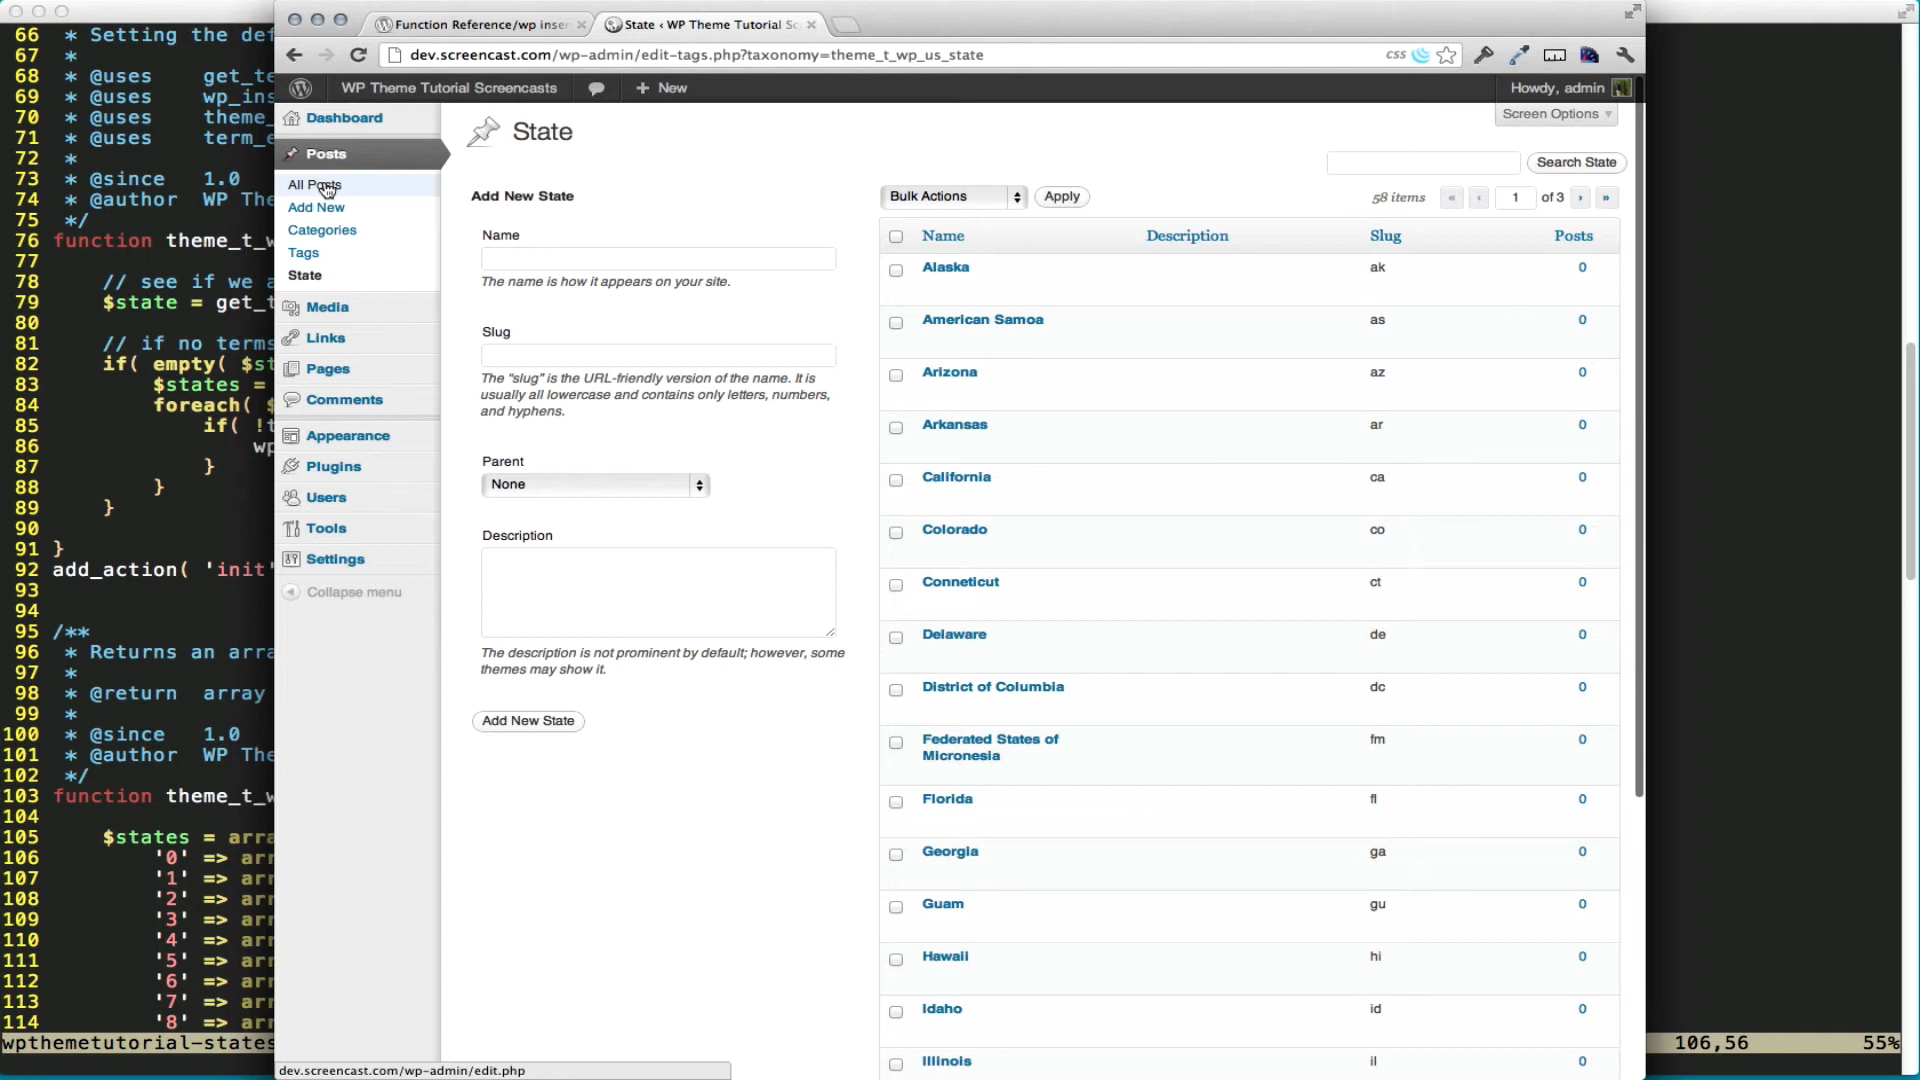 Function Reference/wp inser
State ‹ WP Theme Tutorial Sc
dev.screencast.com/wp-admin/edit-tags.php?taxonomy=theme_t_wp_us_state
css
WP Theme Tutorial Screencasts
+ New
Howdy, admin
Dashboard
Posts
All Posts
Add New
Categories
Tags
State
Media
Links
Pages
Comments
Appearance
Plugins
Users
Tools
Settings
Collapse menu
State
Screen Options
Search State
Add New State
Name
The name is how it appears on your site.
Slug
The “slug” is the URL-friendly version of the name. It is
usually all lowercase and contains only letters, numbers,
and hyphens.
Parent
None
Description
The description is not prominent by default; however, some
themes may show it.
Add New State
Bulk Actions
Apply
58 items « ‹ 1 of 3 › »
Name Description Slug Posts
Alaska ak 0
American Samoa as 0
Arizona az 0
Arkansas ar 0
California ca 0
Colorado co 0
Conneticut ct 0
Delaware de 0
District of Columbia dc 0
Federated States of fm 0
Micronesia
Florida fl 0
Georgia ga 0
Guam gu 0
Hawaii hi 0
Idaho id 0
Illinois il 0
dev.screencast.com/wp-admin/edit.php
66 * Setting the def
67 *
68 * @uses get_te
69 * @uses wp_ins
70 * @uses theme_
71 * @uses term_e
72 *
73 * @since 1.0
74 * @author WP The
75 */
76 function theme_t_w
77
78 // see if we a
79 $state = get_t
80
81 // if no terms
82 if( empty( $st
83 $states =
84 foreach( $
85 if( !t
86 wp
87 }
88 }
89 }
90
91 }
92 add_action( 'init'
93
94
95 /**
96 * Returns an arra
97 *
98 * @return array
99 *
100 * @since 1.0
101 * @author WP The
102 */
103 function theme_t_w
104
105 $states = arra
106 '0' => arr
107 '1' => arr
108 '2' => arr
109 '3' => arr
110 '4' => arr
111 '5' => arr
112 '6' => arr
113 '7' => arr
114 '8' => arr
wpthemetutorial-states 106,56 55%